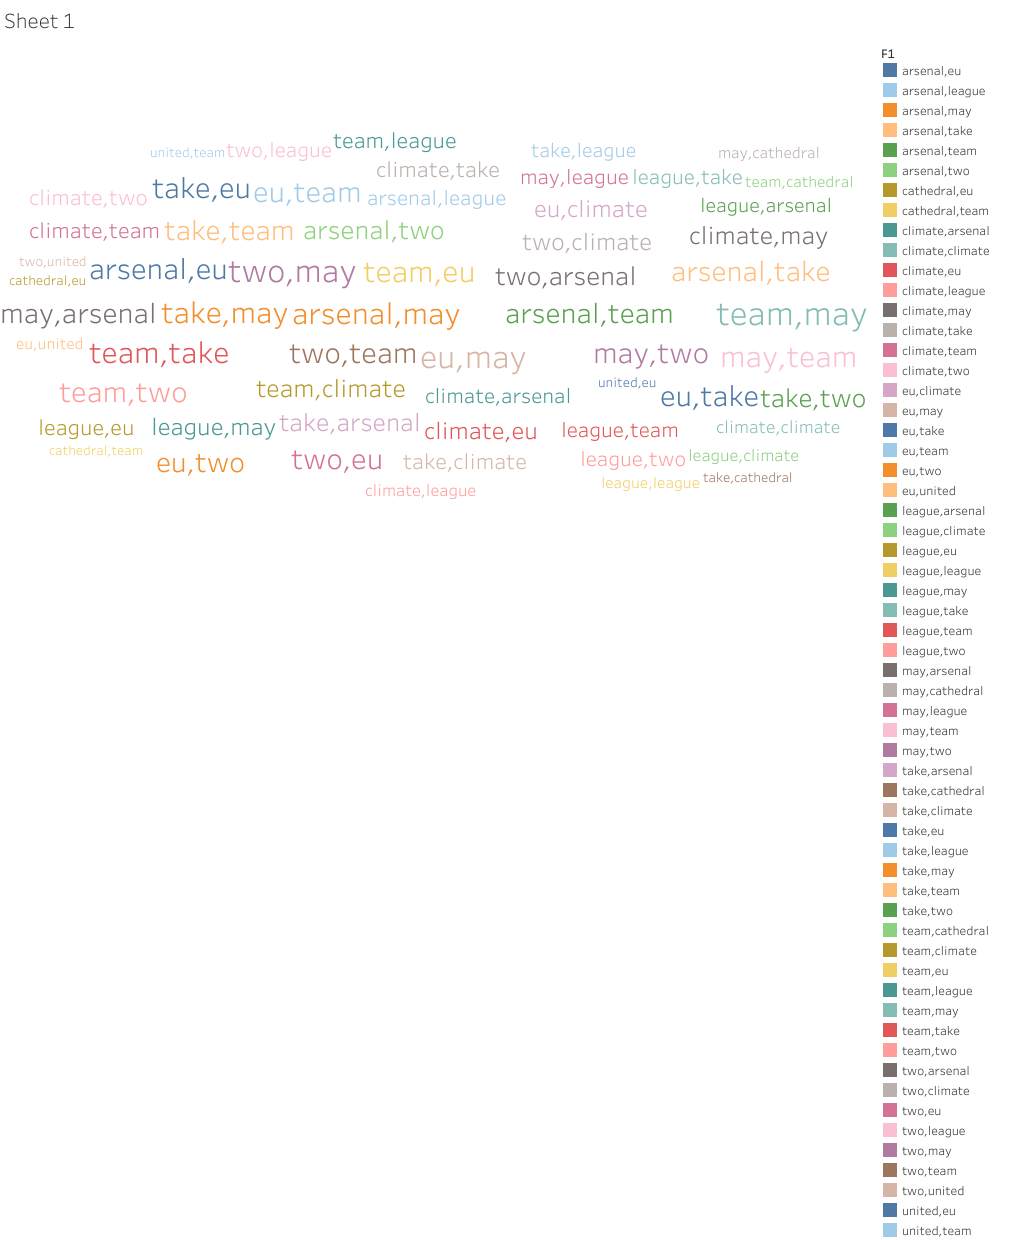 Sheet 1
united,team two,league team,league
climate,take
climate,two take,eu eu,team arsenal,league
climate,team take,team arsenal,two
two,united
cathedral,eu
arsenal,eu two,may team,eu
may,arsenal take,may arsenal,may
eu,united
team,take two,team eu,may
team,two team,climate climate,arsenal
league,eu league,may take,arsenal climate,eu
cathedral,team
eu,two two,eu take,climate
climate,league
take,league may,cathedral
may,league league,take team,cathedral
eu,climate league,arsenal
two,climate climate,may
two,arsenal arsenal,take
arsenal,team team,may
may,two may,team
united,eu
eu,take take,two
league,team climate,climate
league,two league,climate
league,league take,cathedral
F1
arsenal,eu
arsenal,league
arsenal,may
arsenal,take
arsenal,team
arsenal,two
cathedral,eu
cathedral,team
climate,arsenal
climate,climate
climate,eu
climate,league
climate,may
climate,take
climate,team
climate,two
eu,climate
eu,may
eu,take
eu,team
eu,two
eu,united
league,arsenal
league,climate
league,eu
league,league
league,may
league,take
league,team
league,two
may,arsenal
may,cathedral
may,league
may,team
may,two
take,arsenal
take,cathedral
take,climate
take,eu
take,league
take,may
take,team
take,two
team,cathedral
team,climate
team,eu
team,league
team,may
team,take
team,two
two,arsenal
two,climate
two,eu
two,league
two,may
two,team
two,united
united,eu
united,team